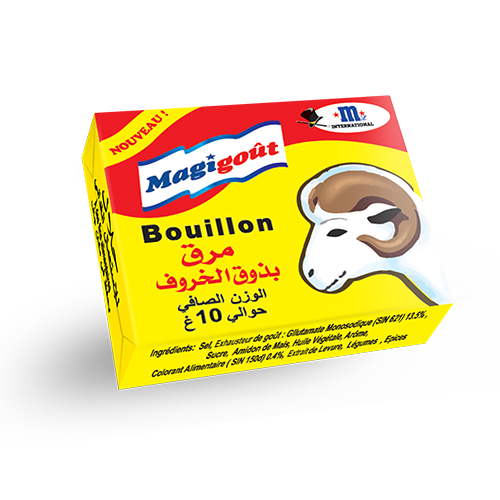 NOUVEAU !
m
INTERNATIONAL
Magigoût
Bouillon
مرق
بذوق الخروف
الوزن الصافي
حوالي 10 غ
Ingrédients: Sel, Exhausteur de goût : Glutamate Monosodique (SIN 621) 13.5%,
Sucre, Amidon de Mais, Huile Végétale, Arôme,
Colorant Alimentaire ( SIN 150d) 0.4%, Extrait de Levure, Légumes , Epices